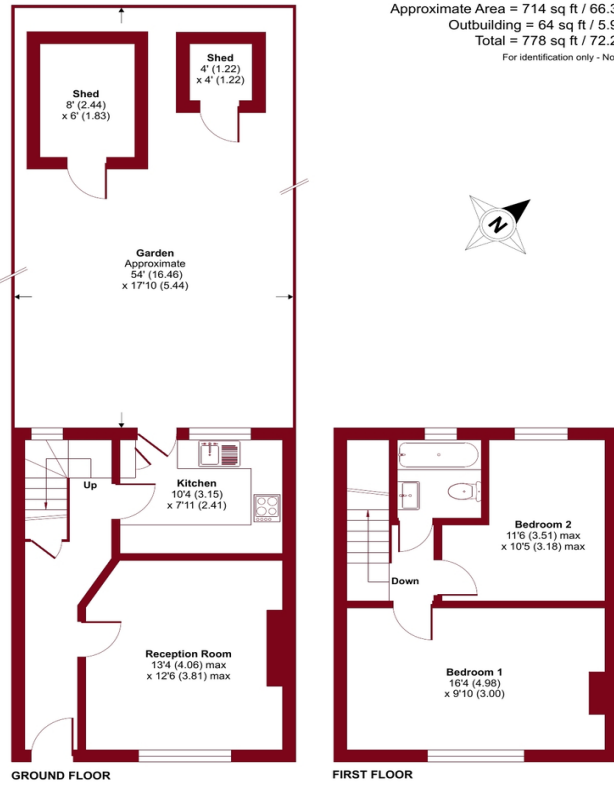 Approximate Area = 714 sq ft / 66.3
Outbuilding = 64 sq ft / 5.9
Total = 778 sq ft / 72.2
For identification only - No
Shed
8' (2.44)
x 6' (1.83)
Shed
4' (1.22)
x 4' (1.22)
Garden
Approximate
54' (16.46)
x 17'10 (5.44)
N
Up
Kitchen
10'4 (3.15)
x 7'11 (2.41)
Reception Room
13'4 (4.06) max
x 12'6 (3.81) max
GROUND FLOOR
Bedroom 2
11'6 (3.51) max
x 10'5 (3.18) max
Down
Bedroom 1
16'4 (4.98)
x 9'10 (3.00)
FIRST FLOOR